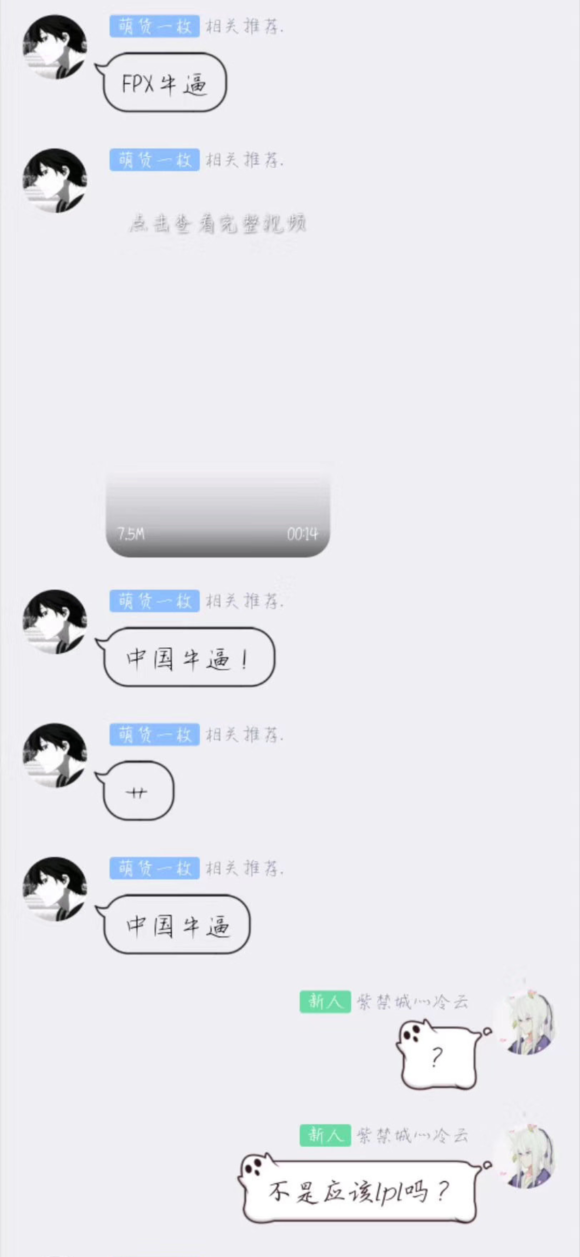 萌货一枚 相关推荐.
FPX牛逼
萌货一枚 相关推荐.
点击查看完整视频
7.5M 00:14
萌货一枚 相关推荐.
中国牛逼！
萌货一枚 相关推荐.
艹
萌货一枚 相关推荐.
中国牛逼
新人 紫禁城灬冷云
？
新人 紫禁城灬冷云
不是应该lpl吗？